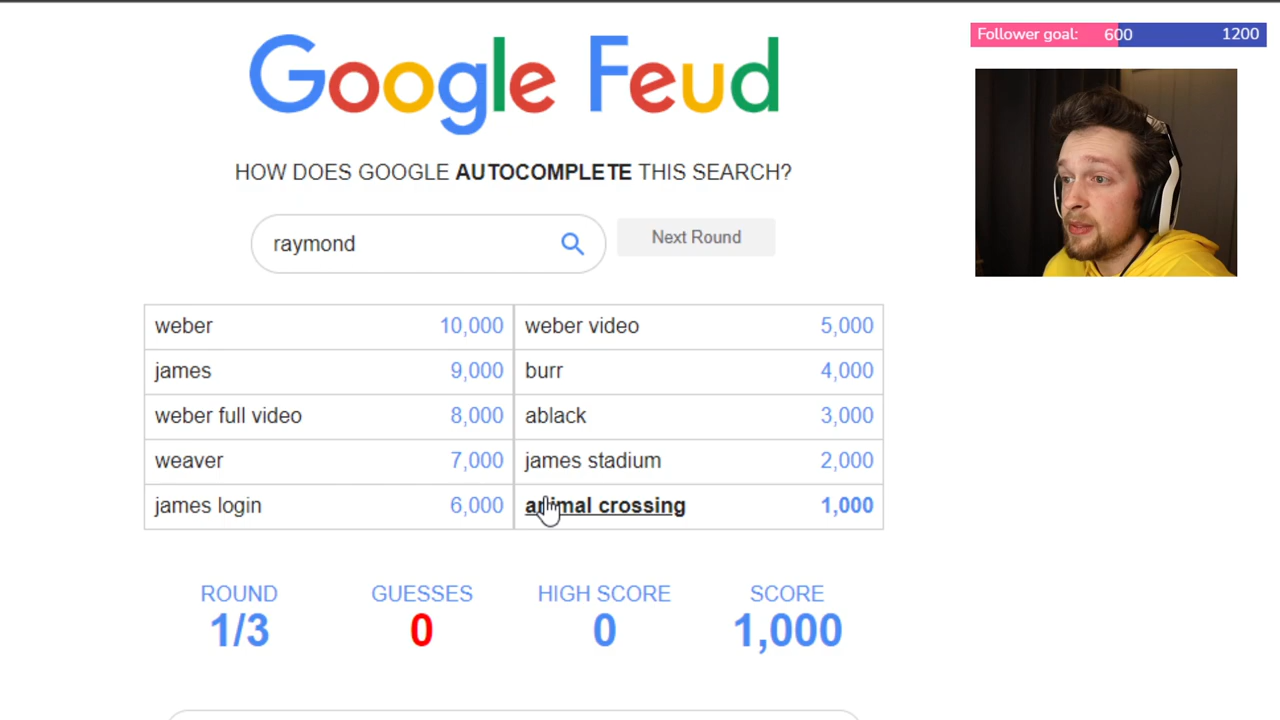 Follower goal: 600 1200
Google Feud
HOW DOES GOOGLE AUTOCOMPLETE THIS SEARCH?
raymond
Next Round
weber 10,000 weber video 5,000
james 9,000 burr 4,000
weber full video 8,000 ablack 3,000
weaver 7,000 james stadium 2,000
james login 6,000 animal crossing 1,000
ROUND GUESSES HIGH SCORE SCORE
1/3 0 0 1,000